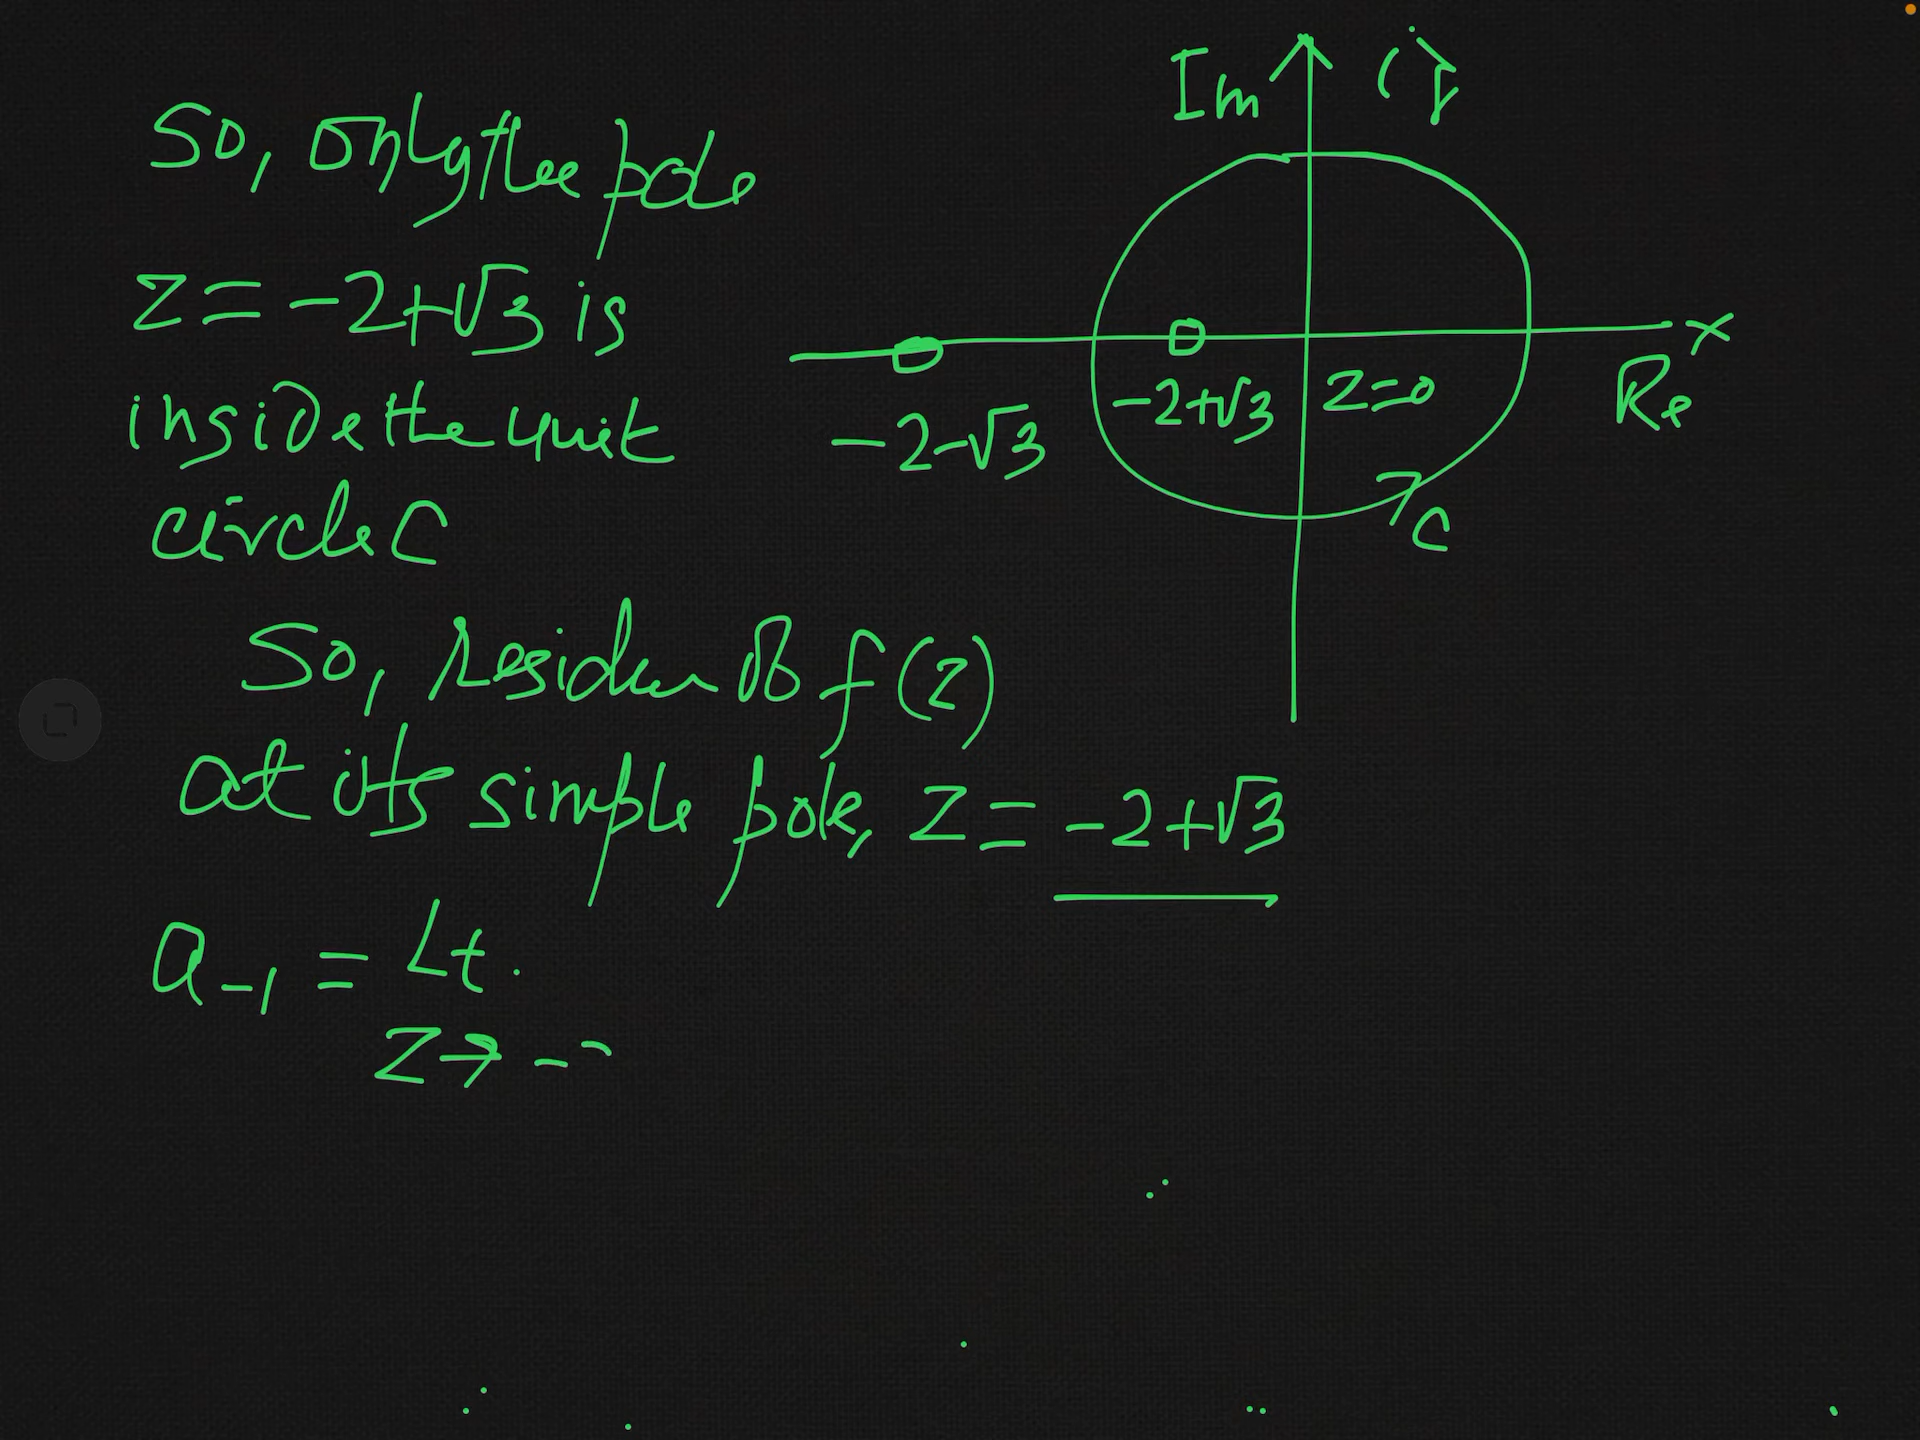 So, only the pole
z = -2+√3 is
inside the unit
circle C
Im
-2-√3
-2+√3
z=0
Re
x
C
So, residue of f(z)
at its simple pole, z = -2+√3
a₋₁ = Lt
z→ -